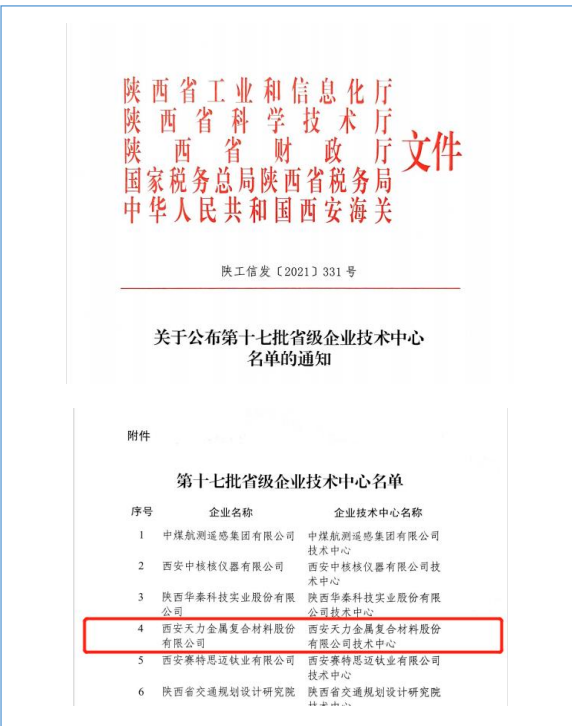 陕西省工业和信息化厅
陕西省科学技术厅
陕西省财政厅
文件
国家税务总局陕西省税务局
中华人民共和国西安海关
陕工信发〔2021〕331号
关于公布第十七批省级企业技术中心
名单的通知
附件
第十七批省级企业技术中心名单
序号 企业名称 企业技术中心名称
1 中煤航测遥感集团有限公司 中煤航测遥感集团有限公司
技术中心
2 西安中核核仪器有限公司 西安中核核仪器有限公司技
术中心
3 陕西华秦科技实业股份有限 陕西华秦科技实业股份有限
公司 公司技术中心
4 西安天力金属复合材料股份 西安天力金属复合材料股份
有限公司 有限公司技术中心
5 西安赛特思迈钛业有限公司 西安赛特思迈钛业有限公司
技术中心
6 陕西省交通规划设计研究院 陕西省交通规划设计研究院